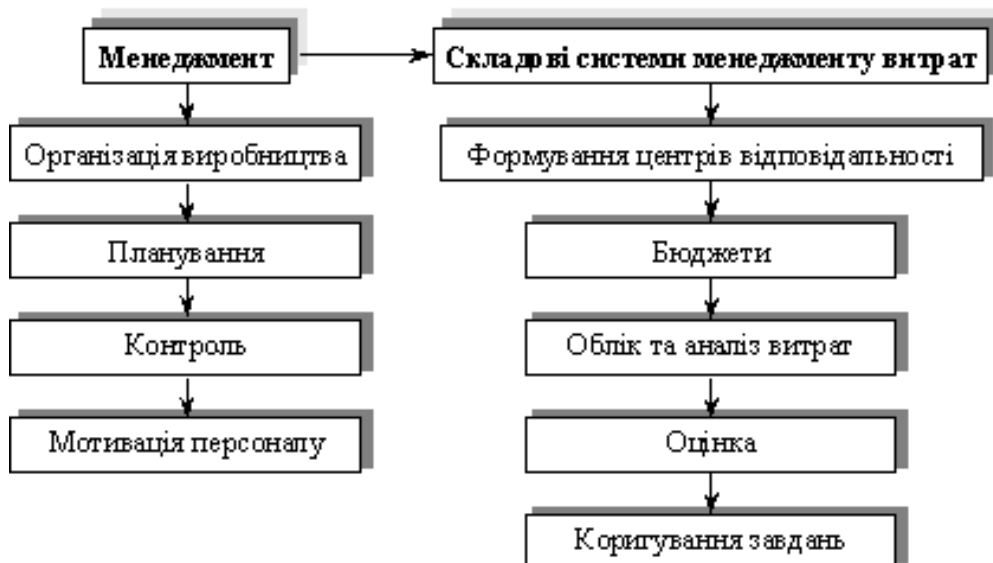 Менеджмент
Складові системи менеджменту витрат
Організація виробництва
Формування центрів відповідальності
Планування
Бюджети
Контроль
Облік та аналіз витрат
Мотивація персоналу
Оцінка
Коригування завдань